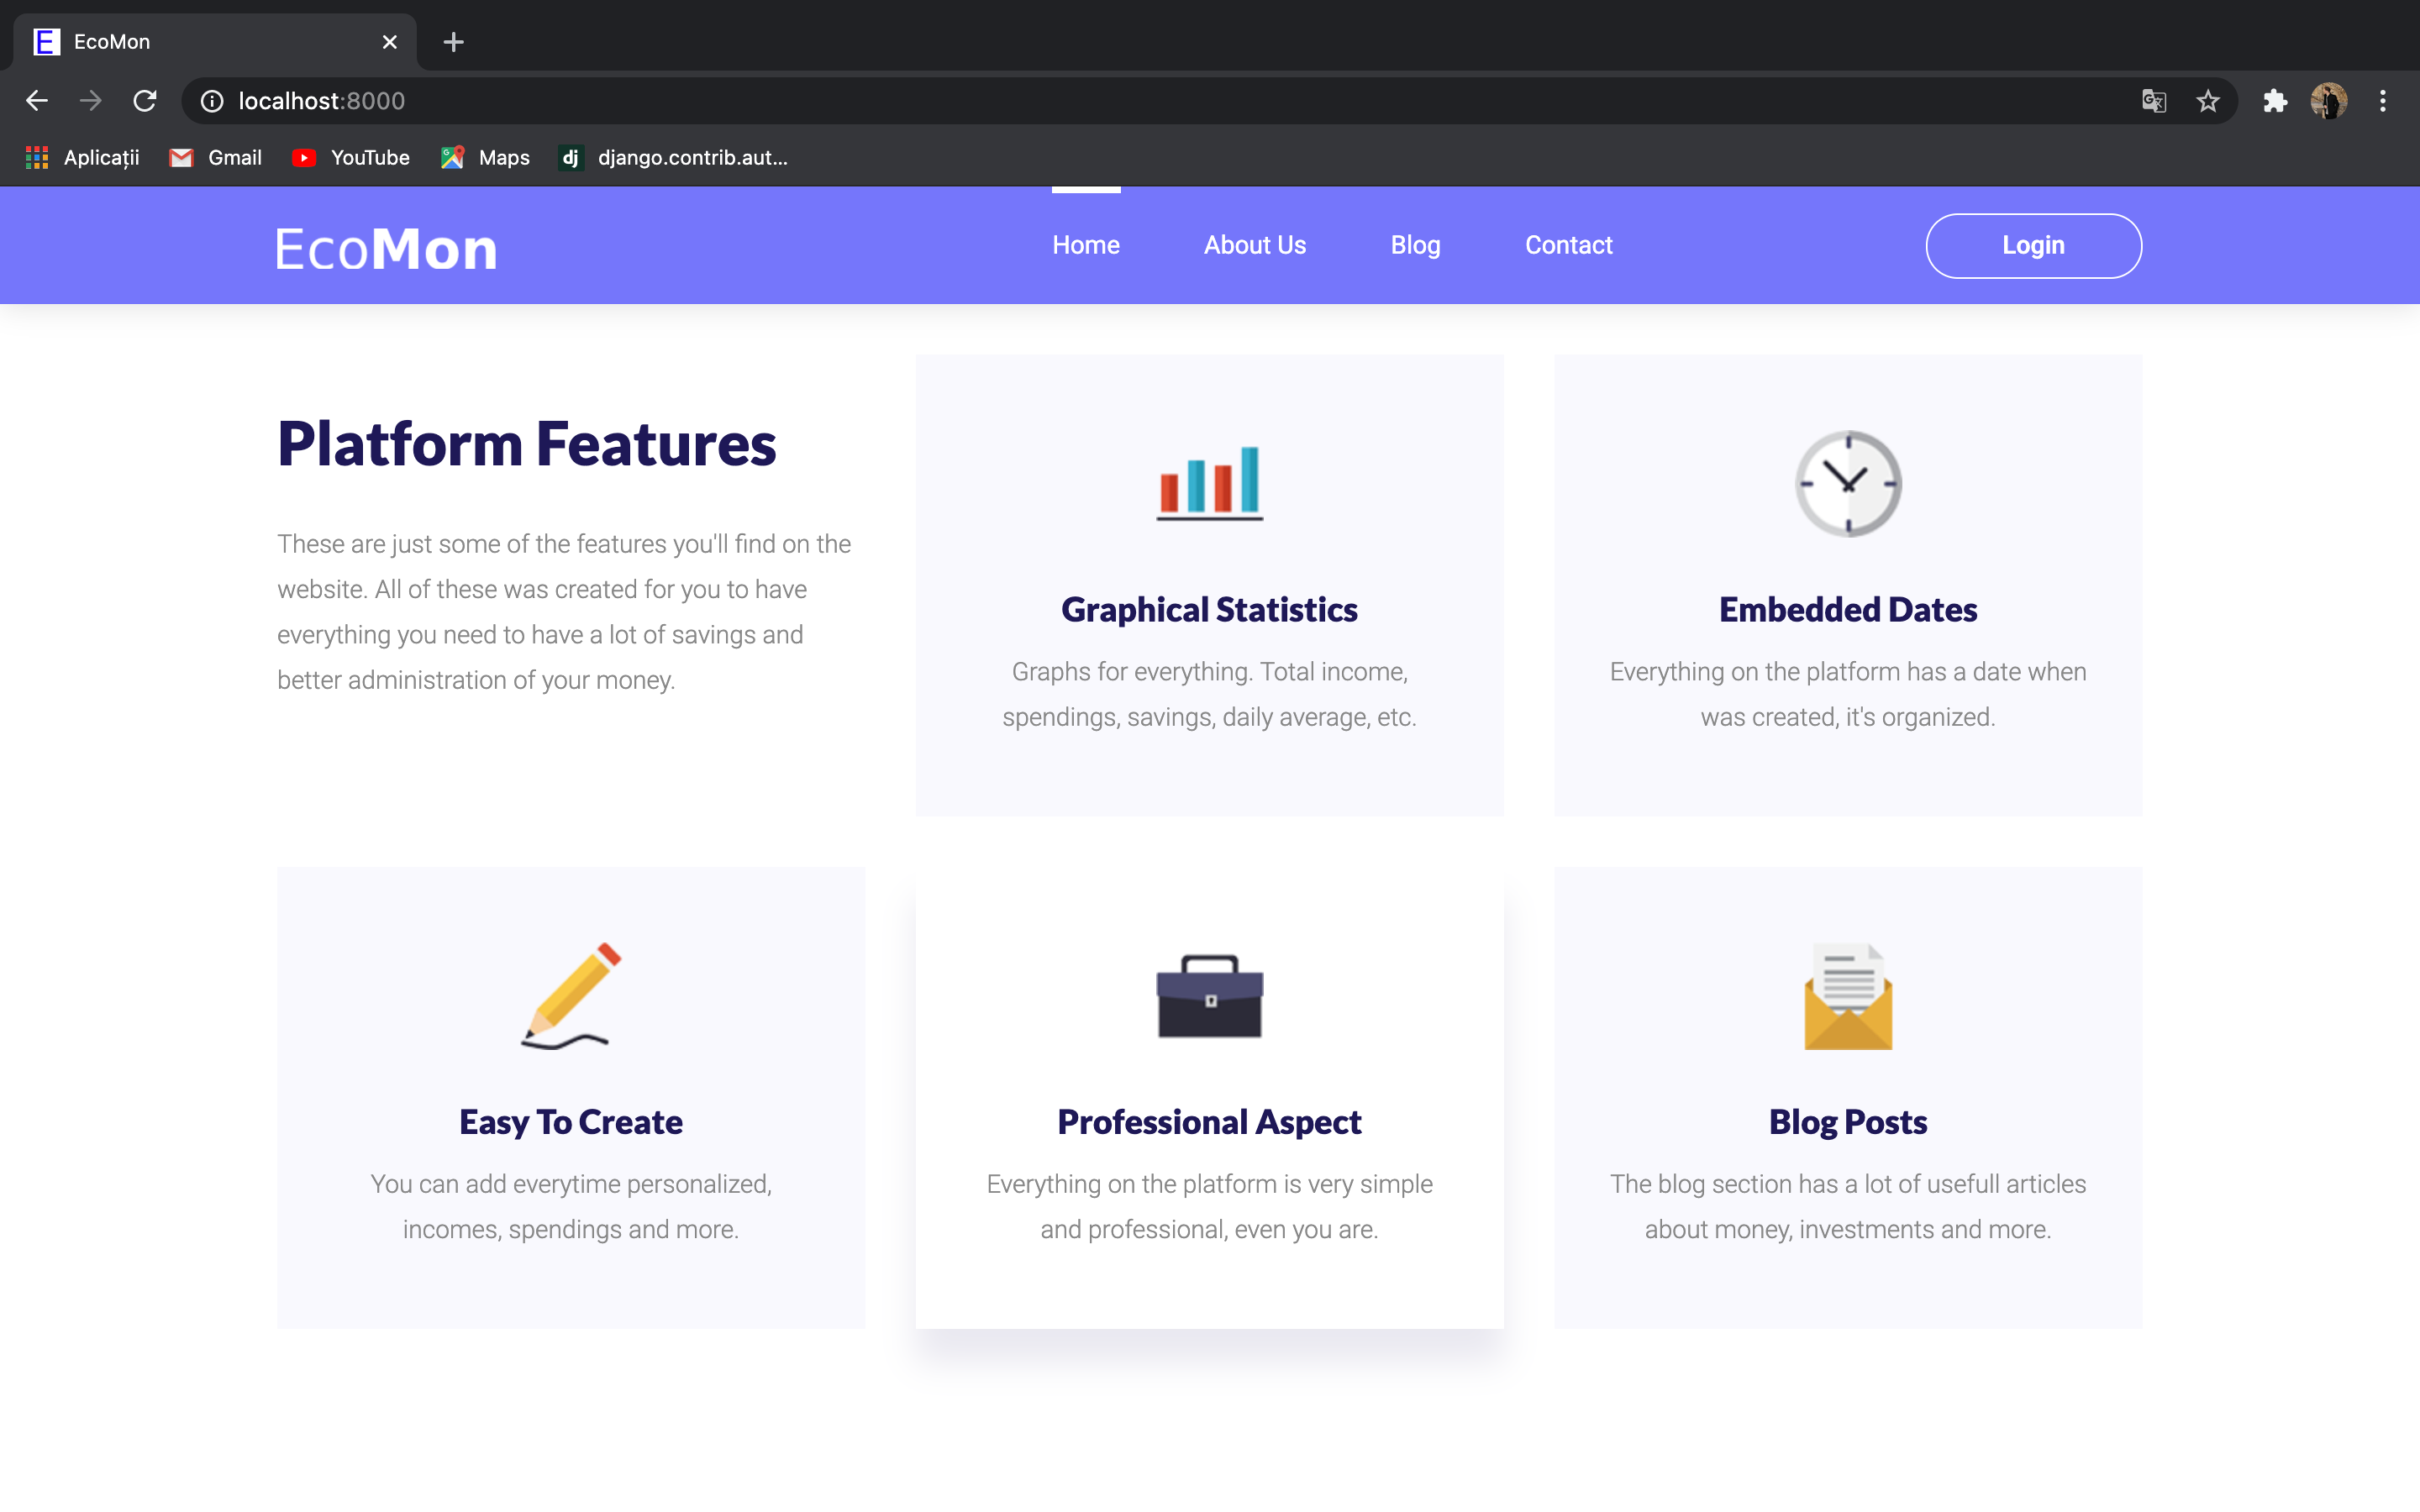 E EcoMon
localhost:8000
Aplicații Gmail YouTube Maps dj django.contrib.aut...
EcoMon Home About Us Blog Contact Login
Platform Features
These are just some of the features you'll find on the
website. All of these was created for you to have
everything you need to have a lot of savings and
better administration of your money.
Graphical Statistics
Graphs for everything. Total income,
spendings, savings, daily average, etc.
Embedded Dates
Everything on the platform has a date when
was created, it's organized.
Easy To Create
You can add everytime personalized,
incomes, spendings and more.
Professional Aspect
Everything on the platform is very simple
and professional, even you are.
Blog Posts
The blog section has a lot of usefull articles
about money, investments and more.